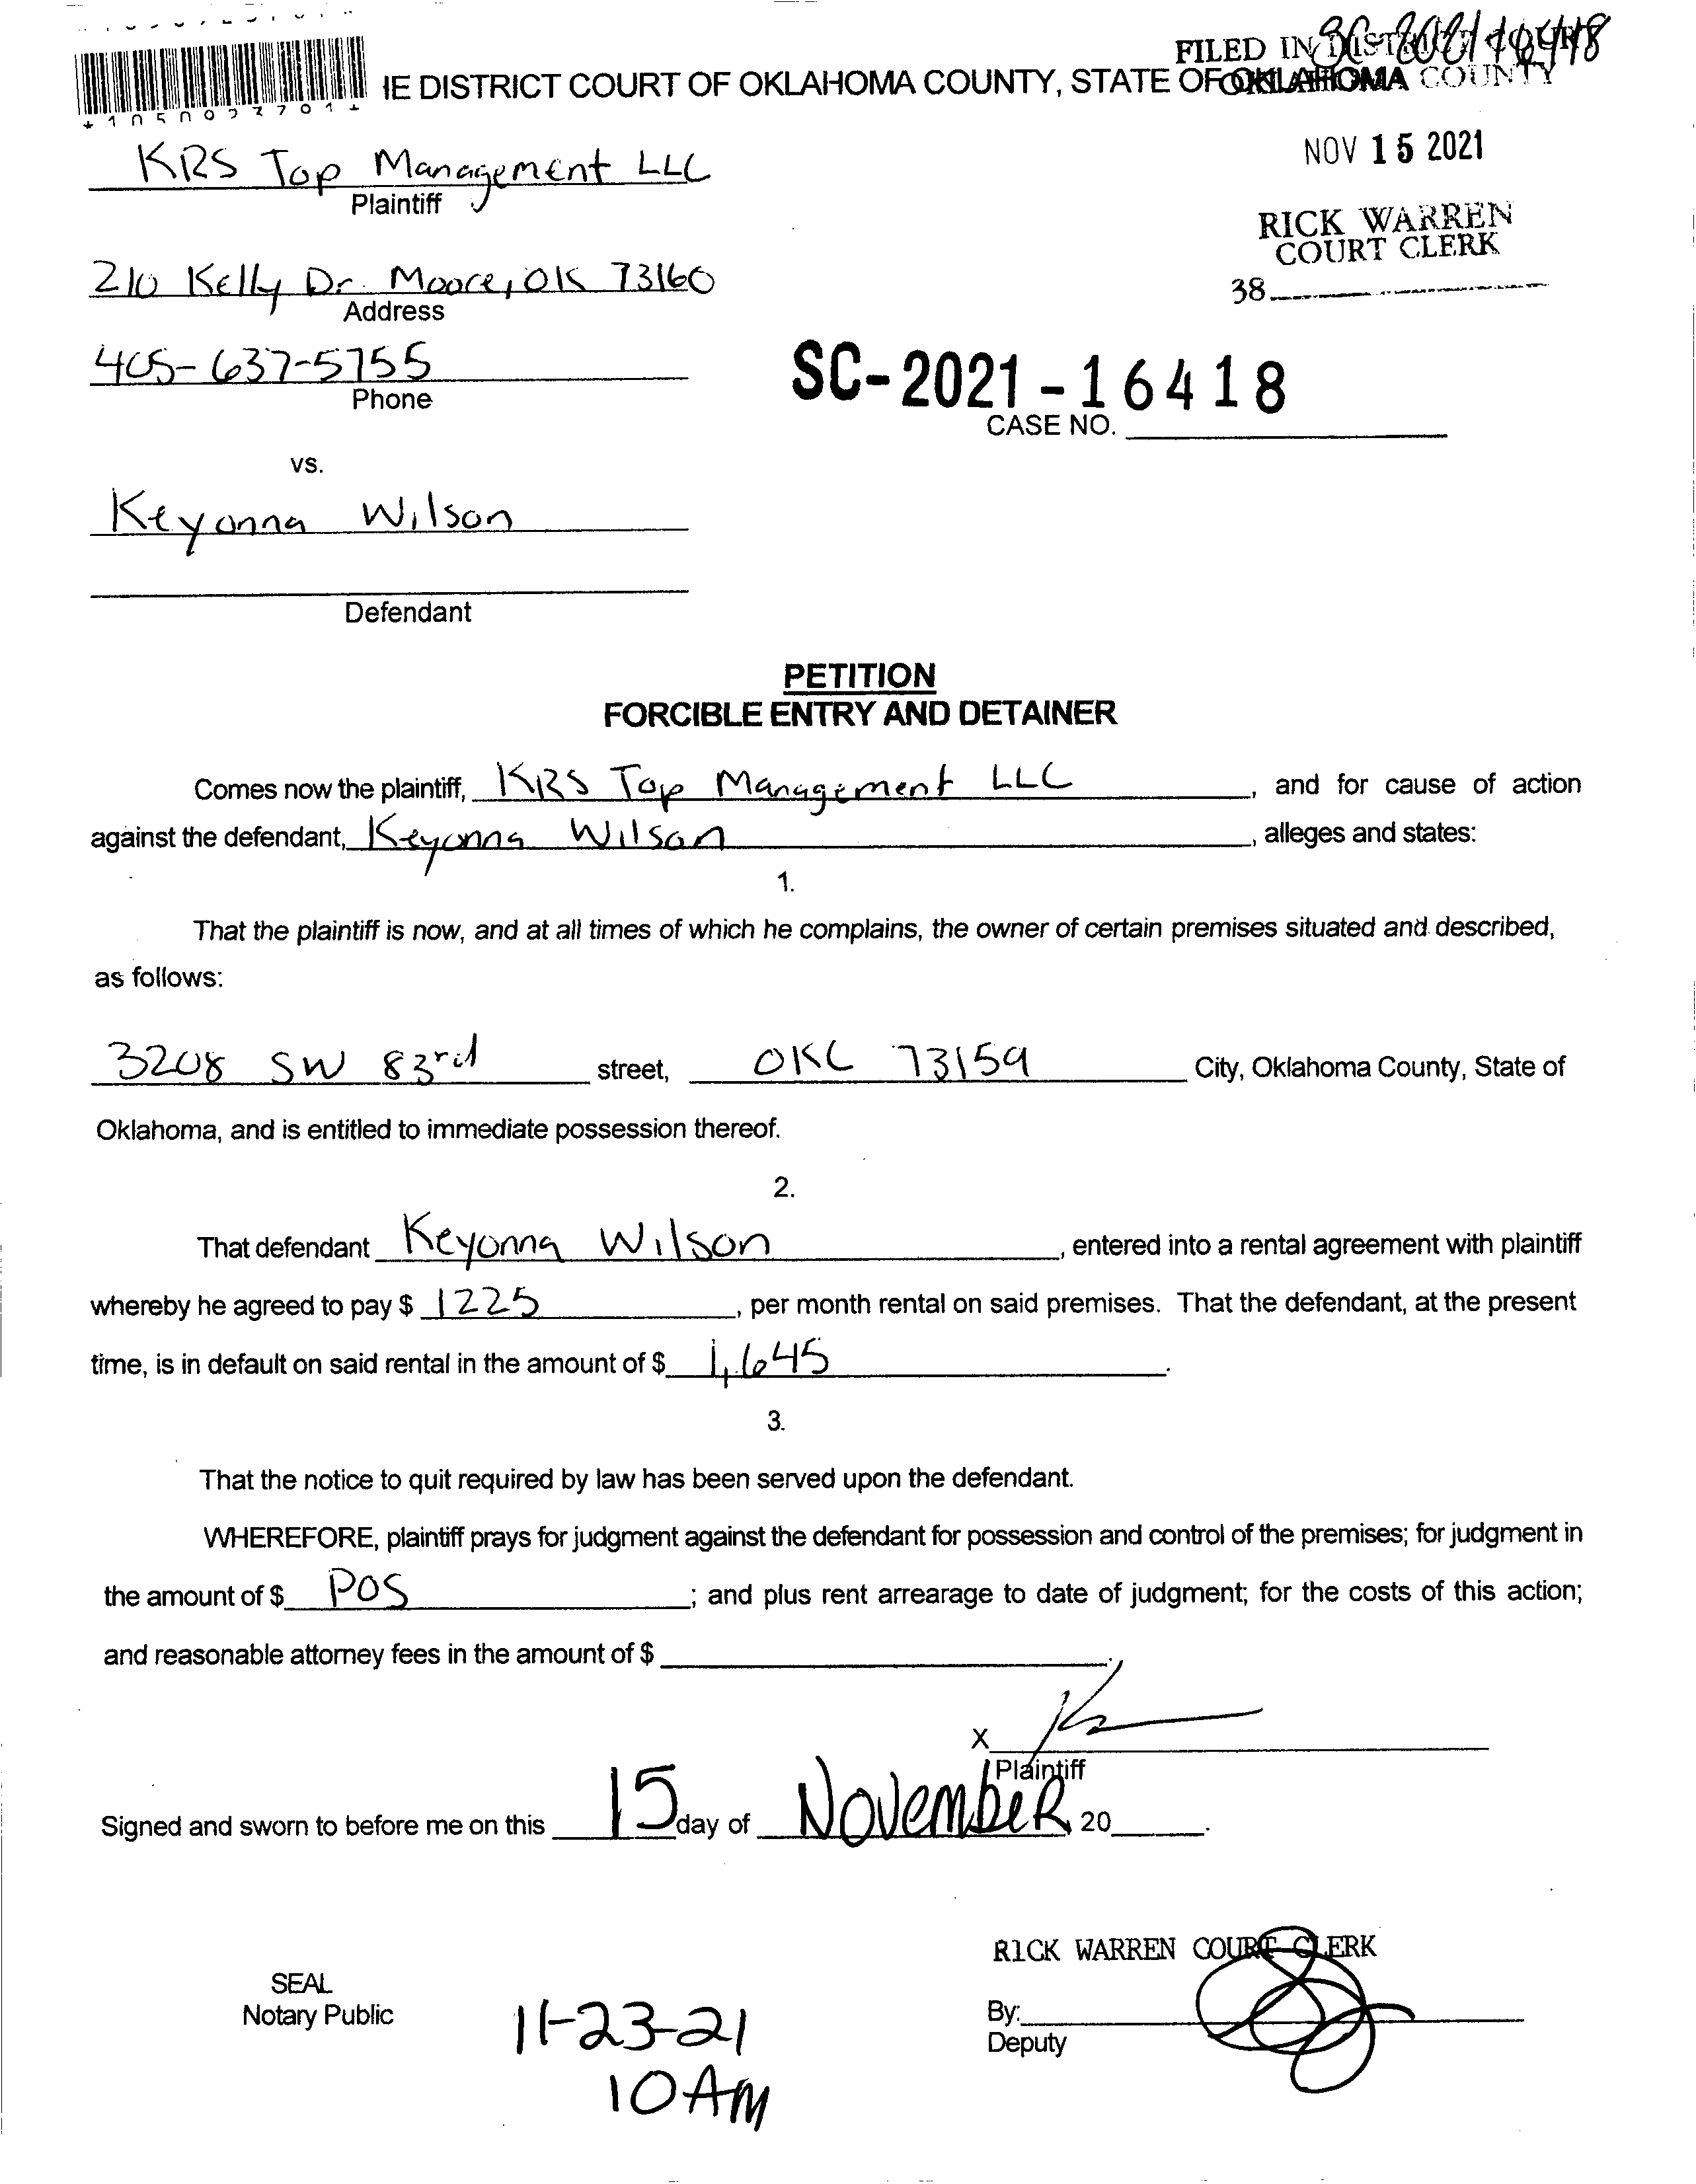 SC-2021-16418
FILED IN DISTRICT COURT
OKLAHOMA COUNTY
IE DISTRICT COURT OF OKLAHOMA COUNTY, STATE OF OKLAHOMA
NOV 15 2021
KRS Top Management LLC
Plaintiff
RICK WARREN
COURT CLERK
210 Kelly Dr. Moore, OK 73160
Address
38
405-637-5755
Phone
SC-2021-16418
CASE NO.
vs.
Keyonna Wilson
Defendant
PETITION
FORCIBLE ENTRY AND DETAINER
Comes now the plaintiff, KRS Top Management LLC, and for cause of action
against the defendant, Keyonna Wilson, alleges and states:
1.
That the plaintiff is now, and at all times of which he complains, the owner of certain premises situated and described,
as follows:
3208 SW 83rd street, OKC 73159 City, Oklahoma County, State of
Oklahoma, and is entitled to immediate possession thereof.
2.
That defendant Keyonna Wilson, entered into a rental agreement with plaintiff
whereby he agreed to pay $ 1225, per month rental on said premises. That the defendant, at the present
time, is in default on said rental in the amount of $ 1,645.
3.
That the notice to quit required by law has been served upon the defendant.
WHEREFORE, plaintiff prays for judgment against the defendant for possession and control of the premises; for judgment in
the amount of $ POS; and plus rent arrearage to date of judgment; for the costs of this action;
and reasonable attorney fees in the amount of $
X
Plaintiff
Signed and sworn to before me on this 15 day of NovembeR, 20.
RICK WARREN COURT CLERK
SEAL
Notary Public
By:
Deputy
11-23-21
10 AM